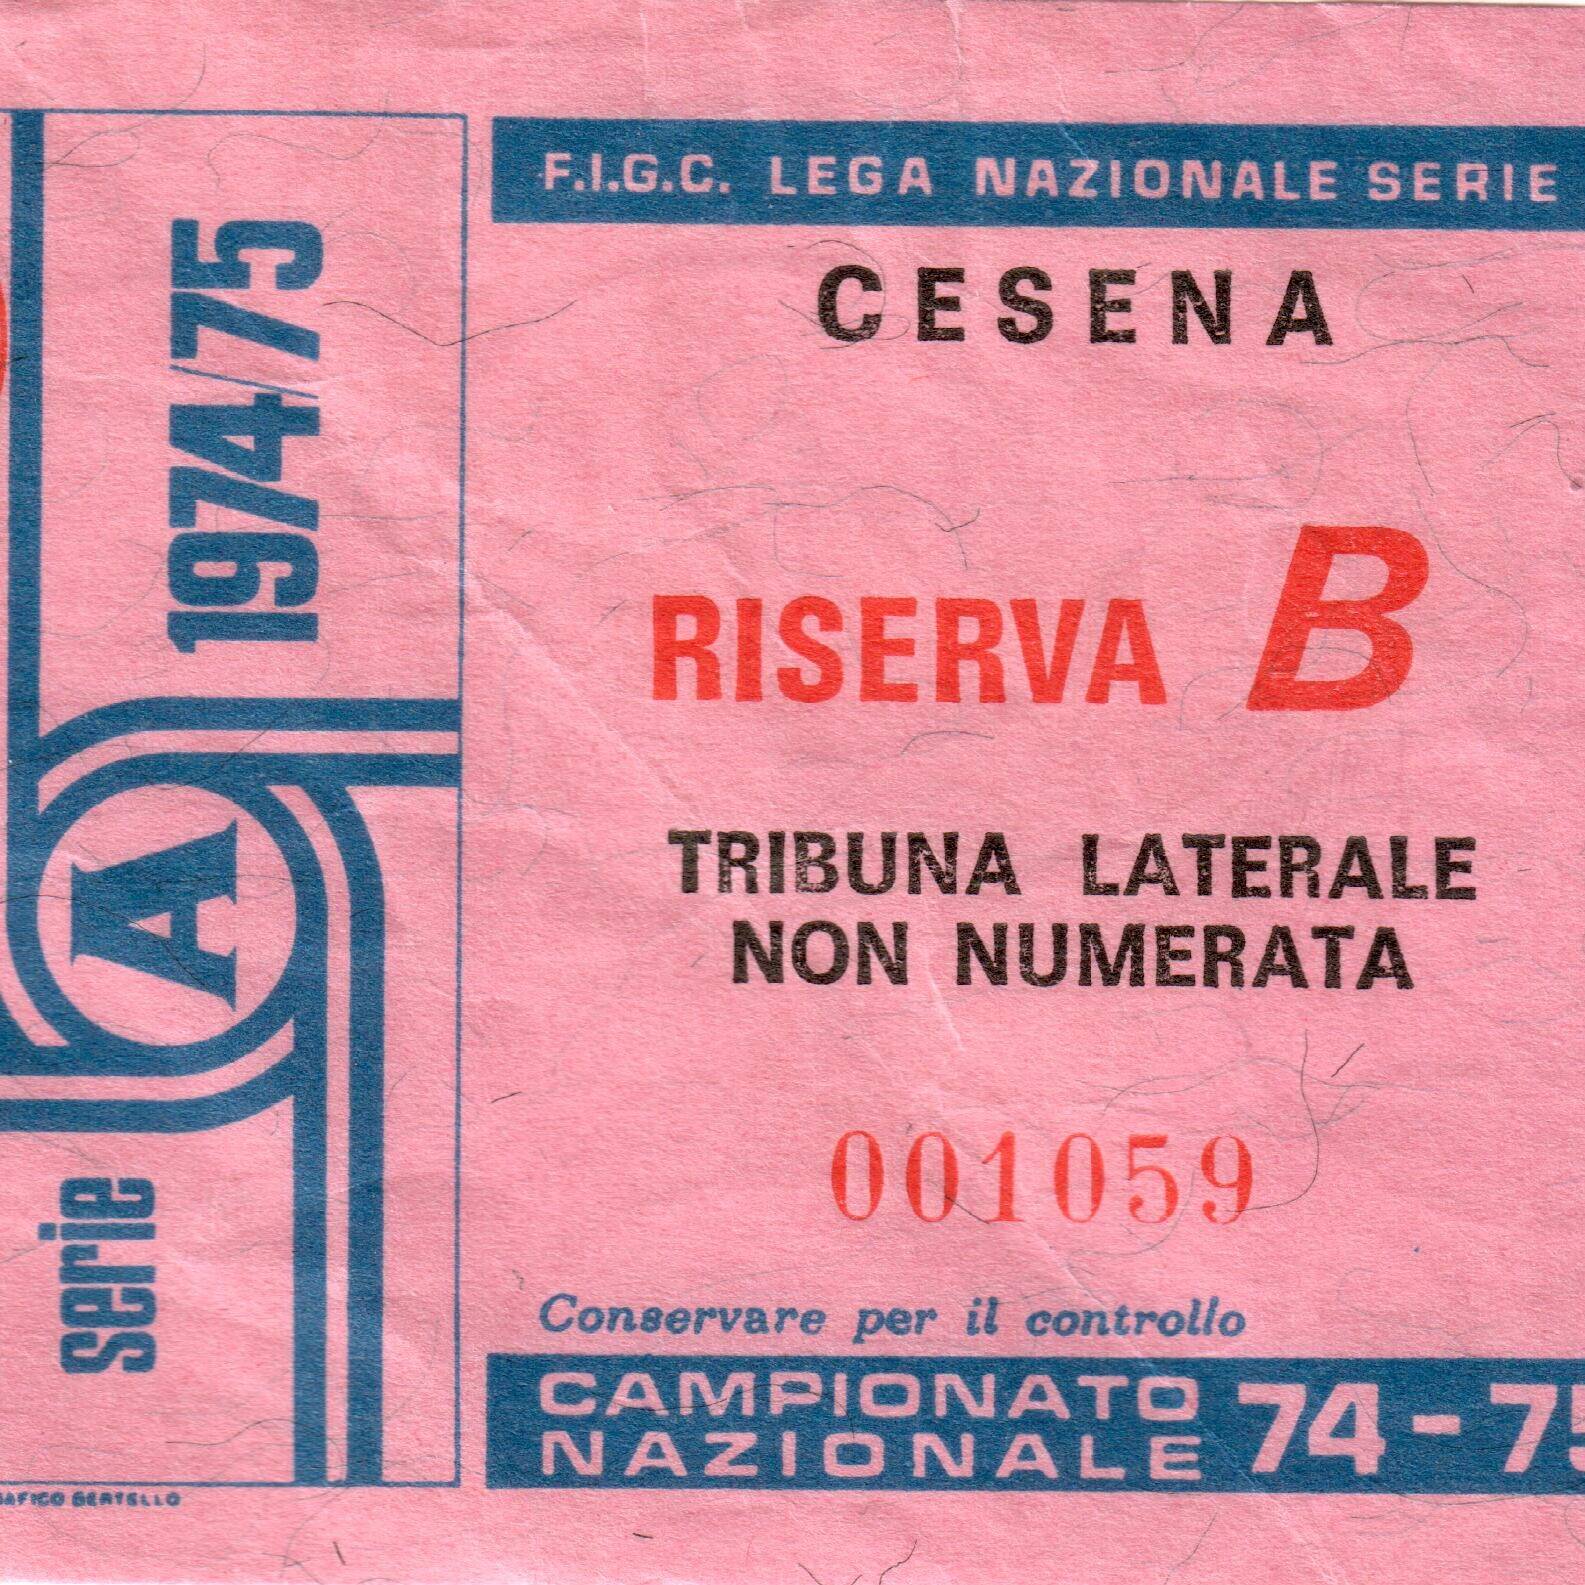 1974/75
A
serie
F.I.G.C. LEGA NAZIONALE SERIE
CESENA
RISERVA B
TRIBUNA LATERALE
NON NUMERATA
001059
Conservare per il controllo
CAMPIONATO
NAZIONALE 74-75
BERTELLO